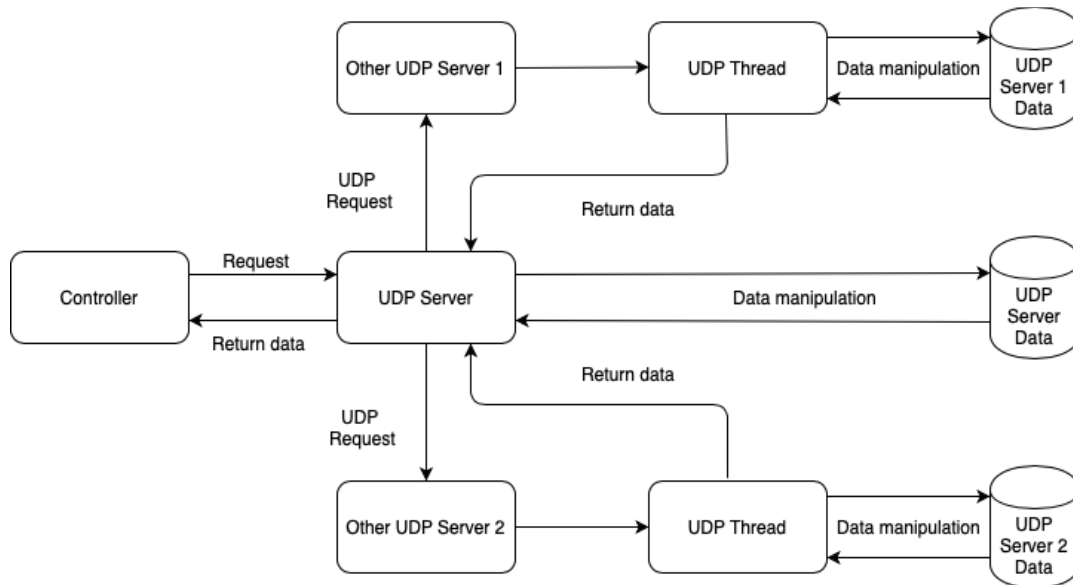 Other UDP Server 1
UDP Thread
Data manipulation
UDP
Server 1
Data
UDP
Request
Return data
Controller
Request
Return data
UDP Server
Data manipulation
UDP
Server
Data
UDP
Request
Return data
Other UDP Server 2
UDP Thread
Data manipulation
UDP
Server 2
Data